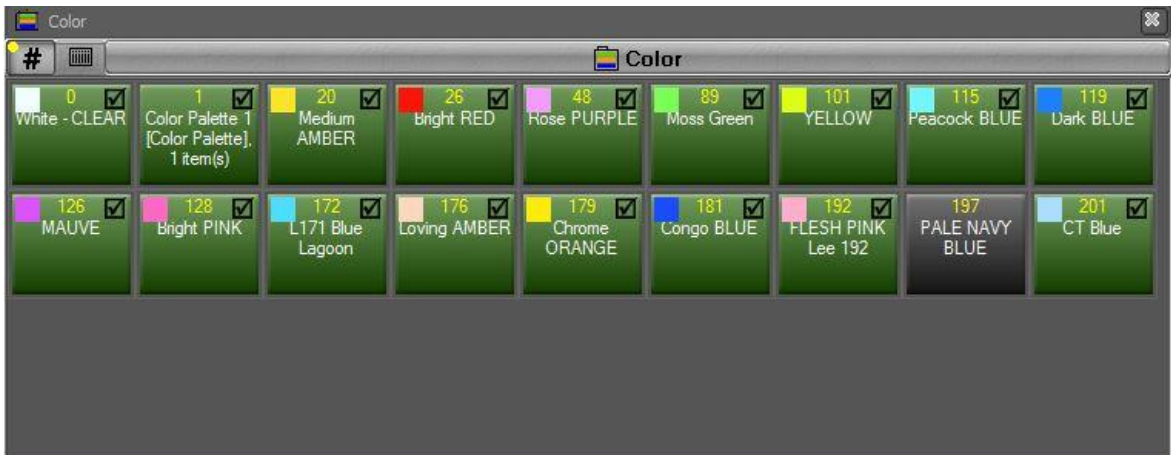 Color
#
Color
0
White - CLEAR
1
Color Palette 1
[Color Palette],
1 item(s)
20
Medium
AMBER
26
Bright RED
48
Rose PURPLE
89
Moss Green
101
YELLOW
115
Peacock BLUE
119
Dark BLUE
126
MAUVE
128
Bright PINK
172
L171 Blue
Lagoon
176
Loving AMBER
179
Chrome
ORANGE
181
Congo BLUE
192
FLESH PINK
Lee 192
197
PALE NAVY
BLUE
201
CT Blue